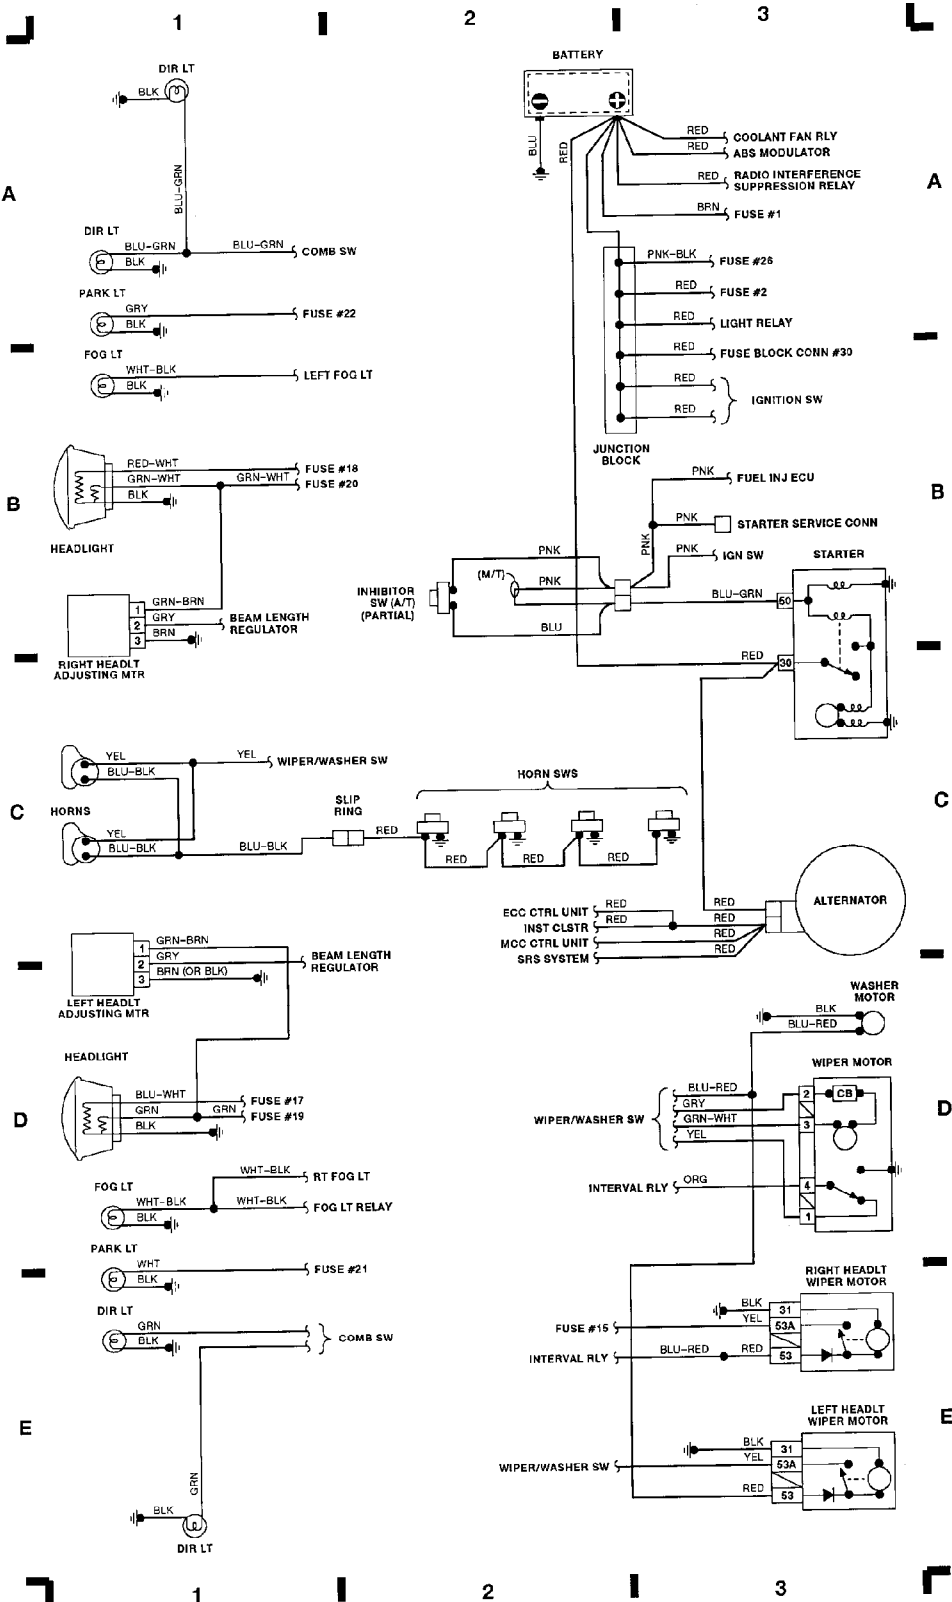 1
2
3
DIR LT
BLK
BLU-GRN
A
DIR LT
BLU-GRN
BLU-GRN
COMB SW
BLK
PARK LT
GRY
FUSE #22
BLK
FOG LT
WHT-BLK
LEFT FOG LT
BLK
BATTERY
BLU
RED
RED
COOLANT FAN RLY
RED
ABS MODULATOR
RED
RADIO INTERFERENCE
SUPPRESSION RELAY
A
BRN
FUSE #1
PNK-BLK
FUSE #26
RED
FUSE #2
RED
LIGHT RELAY
RED
FUSE BLOCK CONN #30
RED
IGNITION SW
RED
JUNCTION
BLOCK
B
RED-WHT
FUSE #18
GRN-WHT
GRN-WHT
FUSE #20
BLK
HEADLIGHT
1
GRN-BRN
2
GRY
BEAM LENGTH
REGULATOR
3
BRN
RIGHT HEADLT
ADJUSTING MTR
PNK
FUEL INJ ECU
B
PNK
STARTER SERVICE CONN
PNK
PNK
IGN SW
STARTER
PNK
(M/T)
PNK
INHIBITOR
SW (A/T)
(PARTIAL)
BLU
BLU-GRN
50
RED
30
YEL
YEL
WIPER/WASHER SW
BLU-BLK
C
HORNS
YEL
BLU-BLK
BLU-BLK
SLIP
RING
RED
HORN SWS
RED
RED
RED
C
ALTERNATOR
RED
ECC CTRL UNIT
RED
INST CLSTR
RED
RED
MCC CTRL UNIT
RED
SRS SYSTEM
RED
1
GRN-BRN
2
GRY
BEAM LENGTH
REGULATOR
3
BRN (OR BLK)
LEFT HEADLT
ADJUSTING MTR
HEADLIGHT
BLU-WHT
FUSE #17
GRN
GRN
FUSE #19
BLK
D
WASHER
MOTOR
BLK
BLU-RED
WIPER MOTOR
BLU-RED
2
CB
GRY
WIPER/WASHER SW
GRN-WHT
3
YEL
D
INTERVAL RLY
ORG
4
1
WHT-BLK
RT FOG LT
FOG LT
WHT-BLK
WHT-BLK
FOG LT RELAY
BLK
PARK LT
WHT
FUSE #21
BLK
DIR LT
GRN
COMB SW
BLK
E
GRN
BLK
DIR LT
RIGHT HEADLT
WIPER MOTOR
BLK
31
YEL
FUSE #15
53A
INTERVAL RLY
BLU-RED
RED
53
LEFT HEADLT
WIPER MOTOR
E
BLK
31
YEL
WIPER/WASHER SW
53A
RED
53
1
2
3